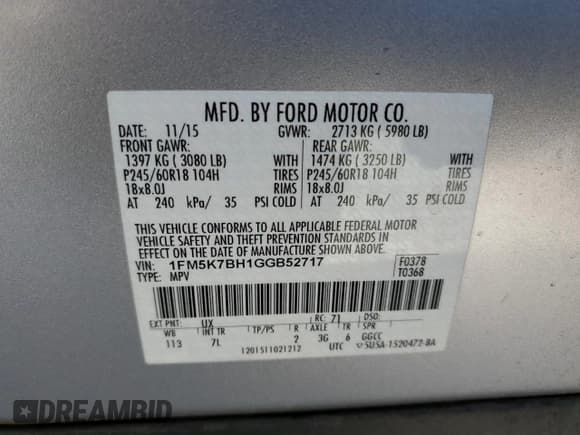 MFD. BY FORD MOTOR CO.
DATE: 11/15 GVWR: 2713 KG ( 5980 LB)
FRONT GAWR: REAR GAWR:
1397 KG ( 3080 LB) WITH 1474 KG ( 3250 LB) WITH
P245/60R18 104H TIRES P245/60R18 104H TIRES
18x8.0J RIMS 18x8.0J RIMS
AT 240 kPa/ 35 PSI COLD AT 240 kPa/ 35 PSI COLD
THIS VEHICLE CONFORMS TO ALL APPLICABLE FEDERAL MOTOR
VEHICLE SAFETY AND THEFT PREVENTION STANDARDS IN
EFFECT ON THE DATE OF MANUFACTURE SHOWN ABOVE.
VIN: 1FM5K7BH1GGB52717 F0378
TYPE: MPV T0368
EXT PNT: UX RC: 71 DSO:
WB INT TR TP/PS R AXLE TR SPR
113 7L 2 3G 6 GGCC
1201511021212 UTC 5USA-1520472-BA
DREAMBID